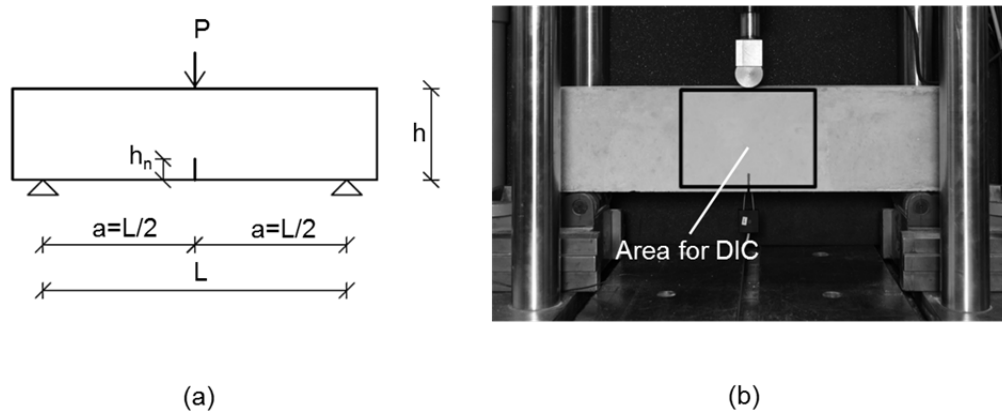 P
h
hₙ
a=L/2 a=L/2
L
Area for DIC
(a) (b)